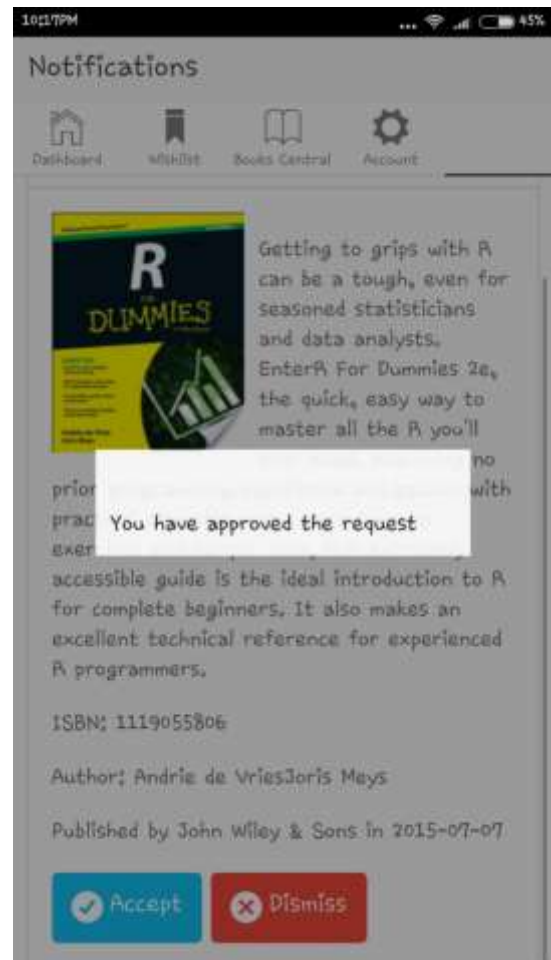 10:17PM ... 45%
Notifications
Dashboard Wishlist Books Central Account
R
FOR
DUMMIES
Getting to grips with R
can be a tough, even for
seasoned statisticians
and data analysts.
EnterR For Dummies 2e,
the quick, easy way to
master all the R you'll
no
prior with
prac
You have approved the request
exer
accessible guide is the ideal introduction to R
for complete beginners. It also makes an
excellent technical reference for experienced
R programmers.
ISBN: 1119055806
Author: Andrie de VriesJoris Meys
Published by John Wiley & Sons in 2015-07-07
Accept Dismiss